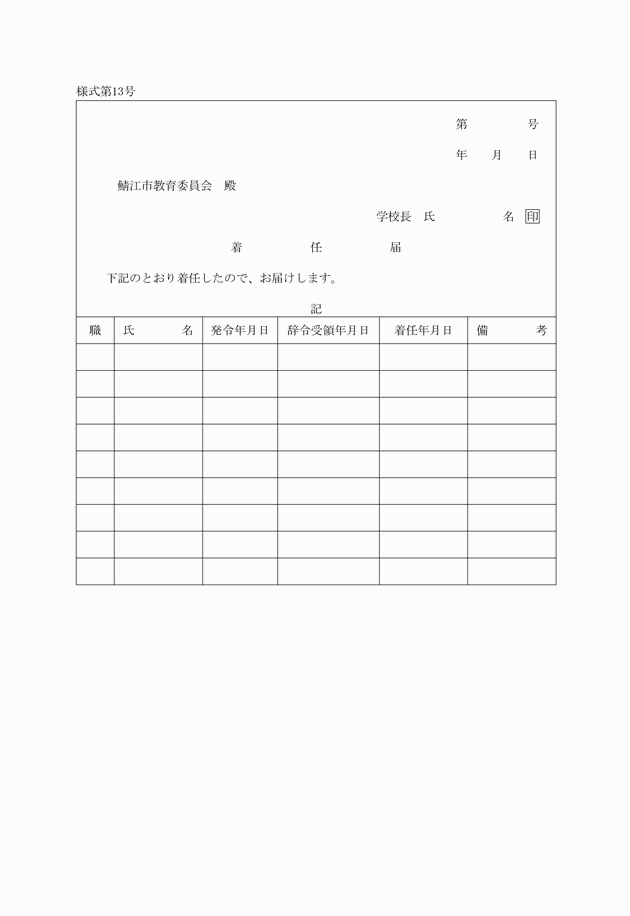 様式第13号
第　　　　　号
年　　月　　日
鯖江市教育委員会　殿
学校長　氏　　　　　　名　印
着　　　　　任　　　　　届
下記のとおり着任したので、お届けします。
記
職　氏　　　　名　発令年月日　辞令受領年月日　着任年月日　備　　　　考